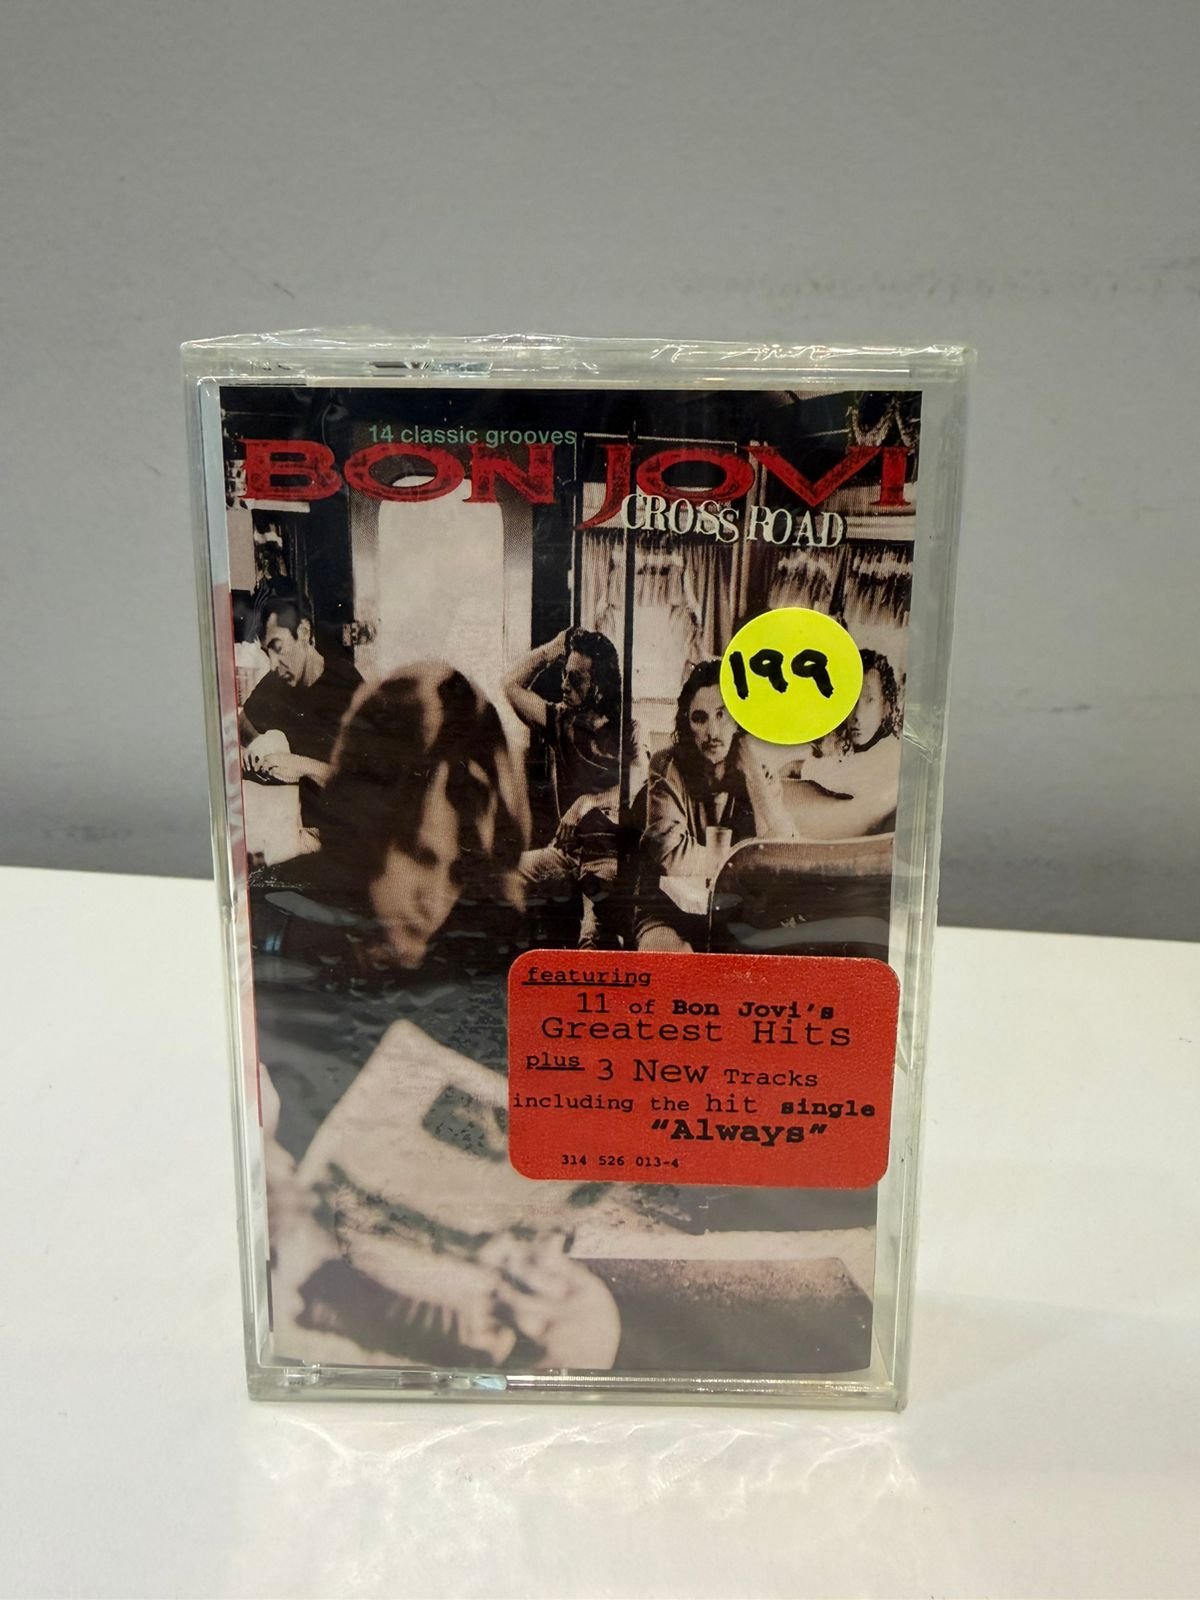 14 classic grooves
BON JOVI
CROSS ROAD
199
featuring
11 of Bon Jovi's
Greatest Hits
plus 3 New Tracks
including the hit single
"Always"
314 526 013-4